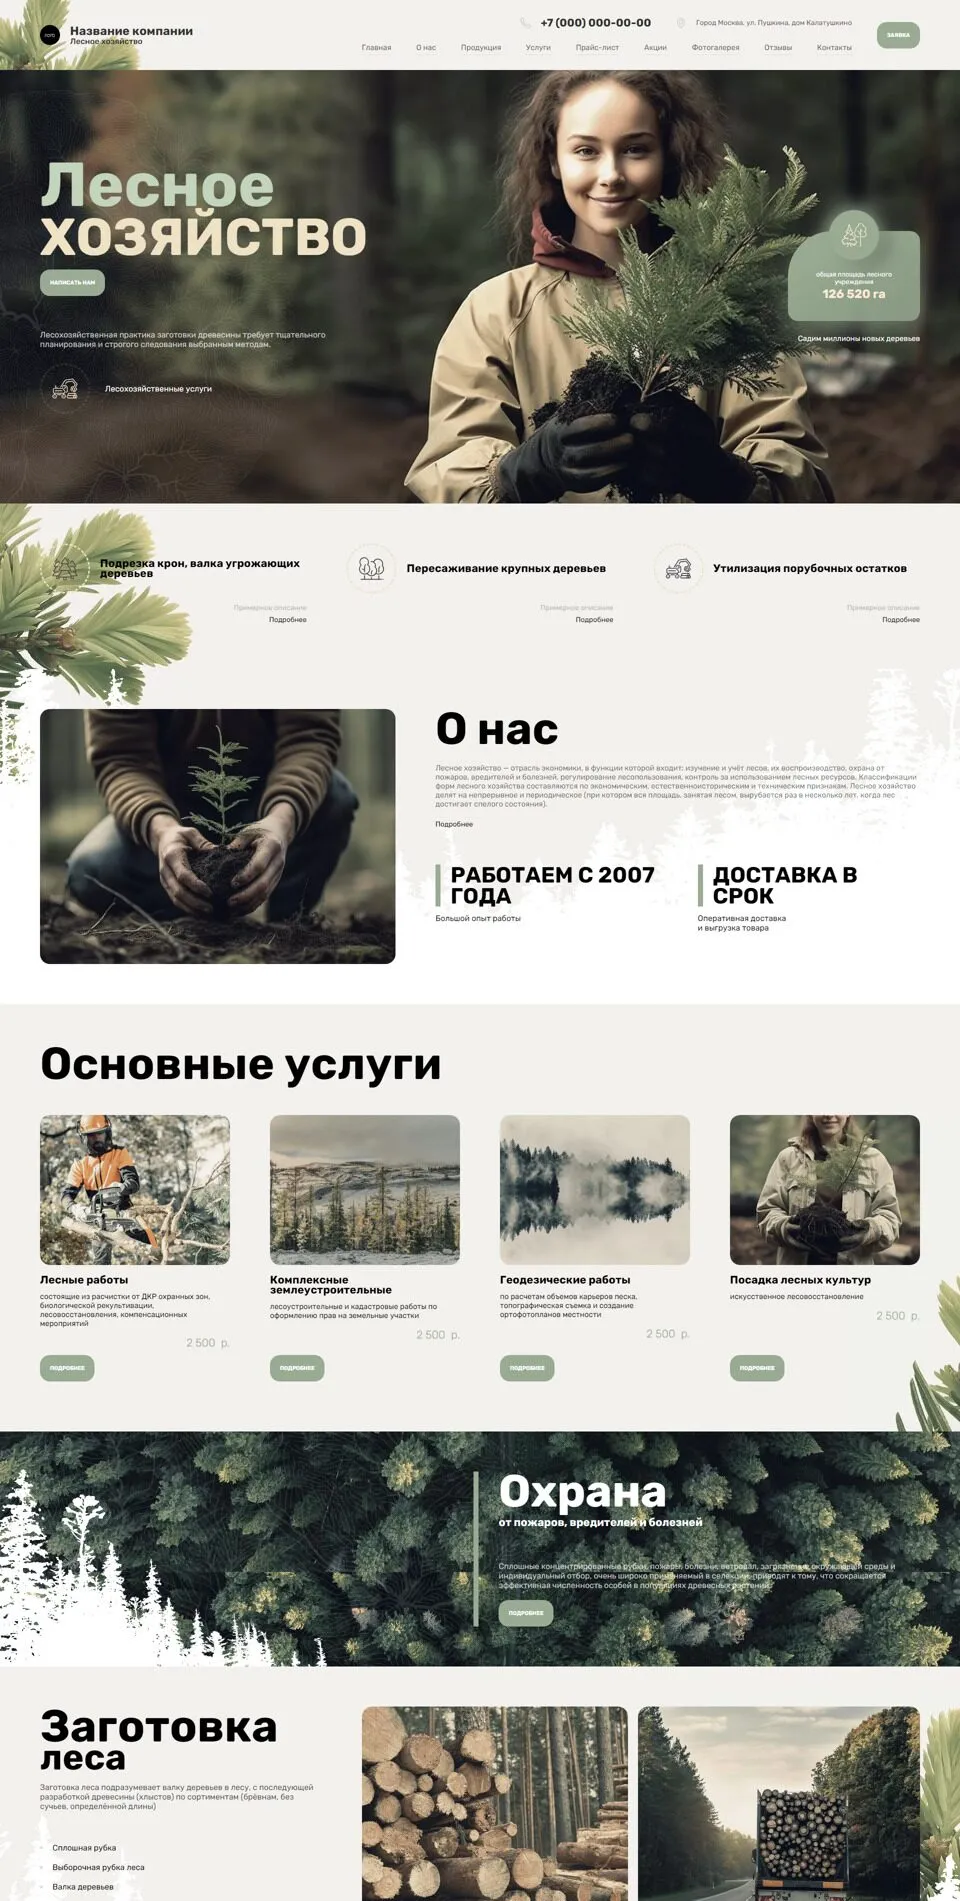 ЛОГО
Название компании
Лесное хозяйство
+7 (000) 000-00-00
Город Москва, ул. Пушкина, дом Калатушкино
ЗАЯВКА
Главная
О нас
Продукция
Услуги
Прайс-лист
Акции
Фотогалерея
Отзывы
Контакты
Лесное
ХОЗЯЙСТВО
НАПИСАТЬ НАМ
Лесохозяйственная практика заготовки древесины требует тщательного
планирования и строгого следования выбранным методам.
Лесохозяйственные услуги
общая площадь лесного
учреждения
126 520 га
Садим миллионы новых деревьев
Подрезка крон, валка угрожающих
деревьев
Примерное описание
Подробнее
Пересаживание крупных деревьев
Примерное описание
Подробнее
Утилизация порубочных остатков
Примерное описание
Подробнее
О нас
Лесное хозяйство — отрасль экономики, в функции которой входит: изучение и учёт лесов, их воспроизводство, охрана от
пожаров, вредителей и болезней, регулирование лесопользования, контроль за использованием лесных ресурсов. Классификации
форм лесного хозяйства составляются по экономическим, естественноисторическим и техническим признакам. Лесное хозяйство
делят на непрерывное и периодическое (при котором вся площадь, занятая лесом, вырубается раз в несколько лет, когда лес
достигает спелого состояния).
Подробнее
РАБОТАЕМ С 2007
ГОДА
Большой опыт работы
ДОСТАВКА В
СРОК
Оперативная доставка
и выгрузка товара
Основные услуги
Лесные работы
состоящие из расчистки от ДКР охранных зон,
биологической рекультивации,
лесовосстановления, компенсационных
мероприятий
2 500 р.
ПОДРОБНЕЕ
Комплексные
землеустроительные
лесоустроительные и кадастровые работы по
оформлению прав на земельные участки
2 500 р.
ПОДРОБНЕЕ
Геодезические работы
по расчетам объемов карьеров песка,
топографическая съемка и создание
ортофотопланов местности
2 500 р.
ПОДРОБНЕЕ
Посадка лесных культур
искусственное лесовосстановление
2 500 р.
ПОДРОБНЕЕ
Охрана
от пожаров, вредителей и болезней
Сплошные концентрированные рубки, пожары, болезни, ветровал, загрязнение окружающей среды и
индивидуальный отбор, очень широко применяемый в селекции, приводят к тому, что сокращается
эффективная численность особей в популяциях древесных растений.
ПОДРОБНЕЕ
Заготовка
леса
Заготовка леса подразумевает валку деревьев в лесу, с последующей
разработкой древесины (хлыстов) по сортиментам (брёвнам, без
сучьев, определённой длины)
Сплошная рубка
Выборочная рубка леса
Валка деревьев